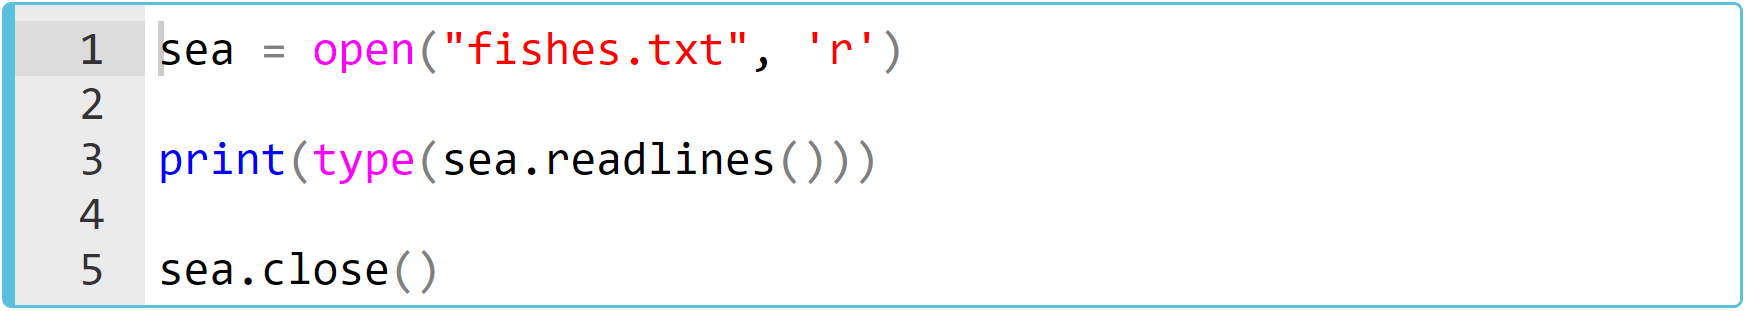 1 sea = open("fishes.txt", 'r')
2
3 print(type(sea.readlines()))
4
5 sea.close()